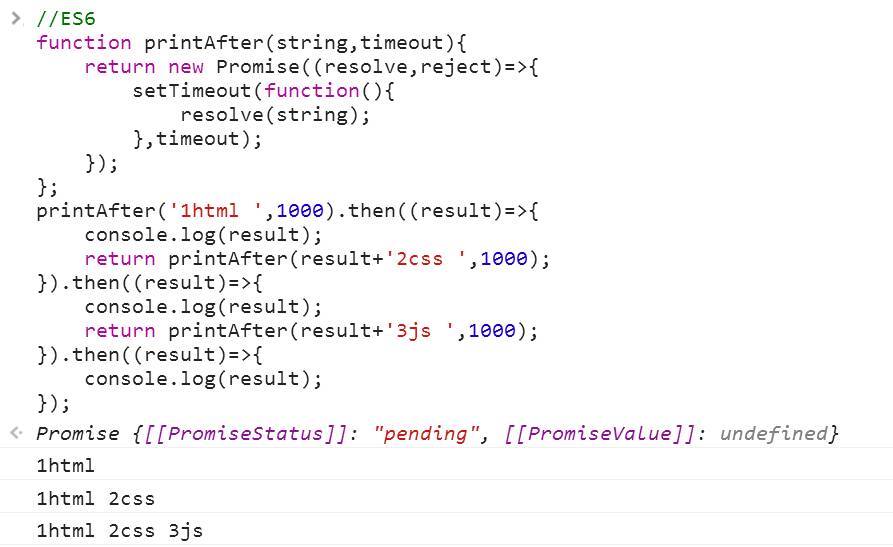 //ES6
function printAfter(string,timeout){
    return new Promise((resolve,reject)=>{
        setTimeout(function(){
            resolve(string);
        },timeout);
    });
};
printAfter('1html ',1000).then((result)=>{
    console.log(result);
    return printAfter(result+'2css ',1000);
}).then((result)=>{
    console.log(result);
    return printAfter(result+'3js ',1000);
}).then((result)=>{
    console.log(result);
});
Promise {[[PromiseStatus]]: "pending", [[PromiseValue]]: undefined}
1html
1html 2css
1html 2css 3js